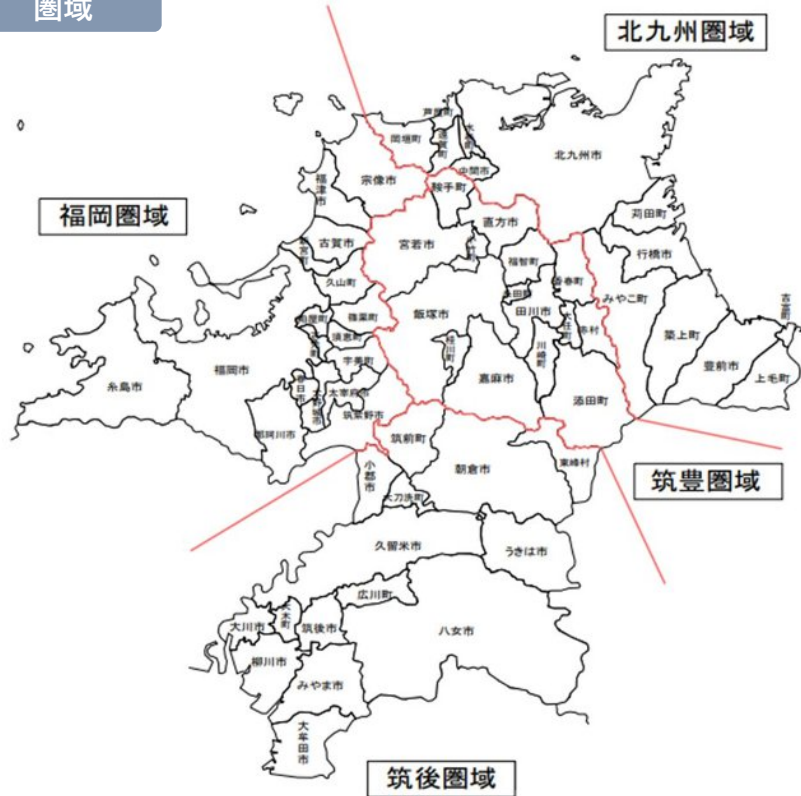 圏域
北九州圏域
芦屋町
岡垣町
遠賀町
水巻町
北九州市
中間市
宗像市
鞍手町
福津市
苅田町
福岡圏域
直方市
古賀市
宮若市
新宮町
行橋市
小竹町
福智町
久山町
香春町
みやこ町
糸田町
吉富町
飯塚市
田川市
篠栗町
粕屋町
大任町
赤村
築上町
須恵町
志免町
桂川町
川崎町
豊前市
宇美町
福岡市
上毛町
嘉麻市
糸島市
春日市
大野城市
太宰府市
添田町
筑紫野市
那珂川市
筑前町
朝倉市
東峰村
小郡市
筑豊圏域
大刀洗町
久留米市
うきは市
広川町
大木町
大川市
筑後市
八女市
柳川市
みやま市
大牟田市
筑後圏域